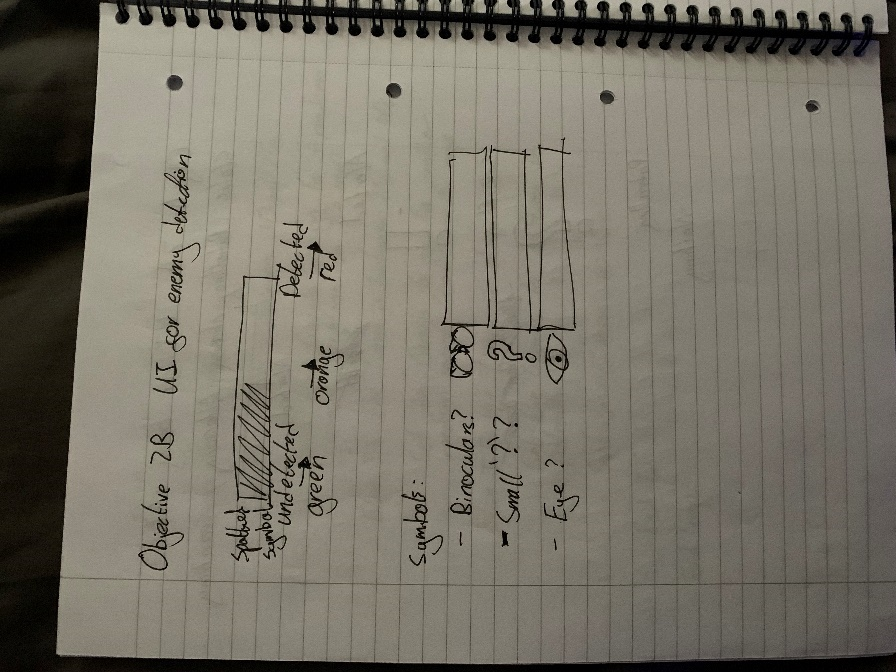 Objective 2B UI for enemy detection
Spotted
Symbol
undetected Detected
green orange red
Symbols:
- Binoculars?
- Small '?'? ?
- Eye?